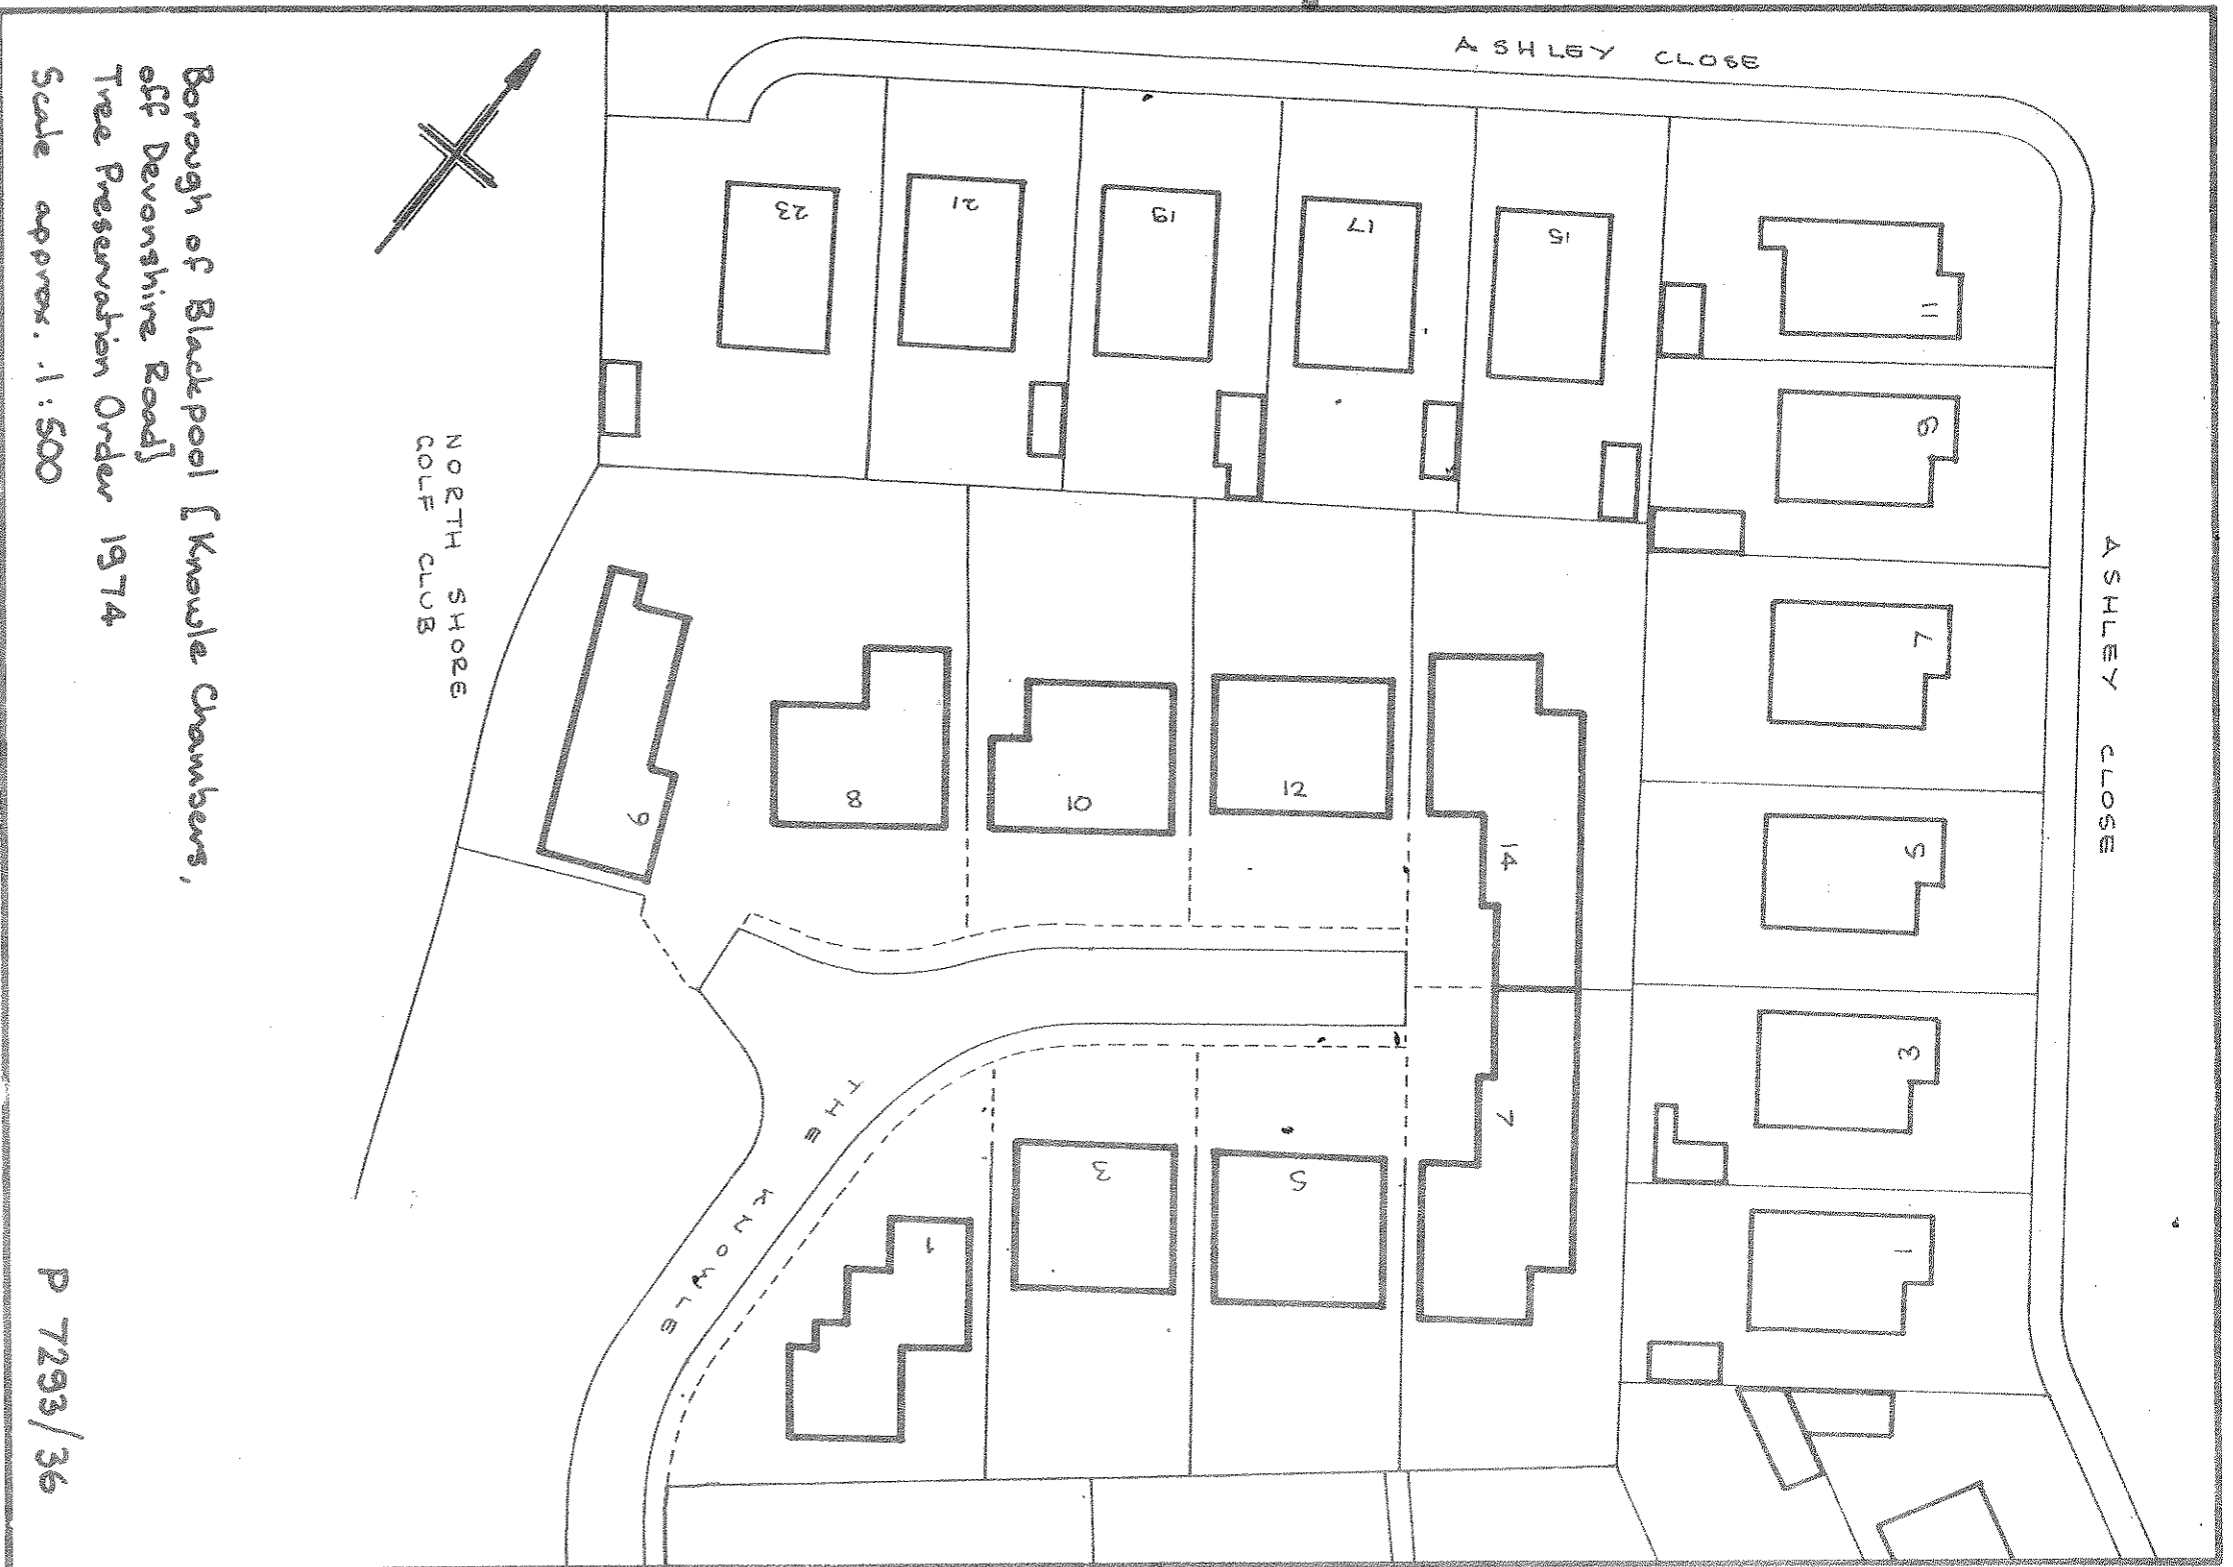 ASHLEY CLOSE
ASHLEY CLOSE
23
21
19
17
15
11
9
7
5
3
1
NORTH SHORE
GOLF CLUB
9
8
10
12
14
7
5
3
1
THE KNOWLE
Borough of Blackpool [Knowle Chambers,
off Devonshire Road]
Tree Preservation Order 1974
Scale approx. 1:500
P 7293/36